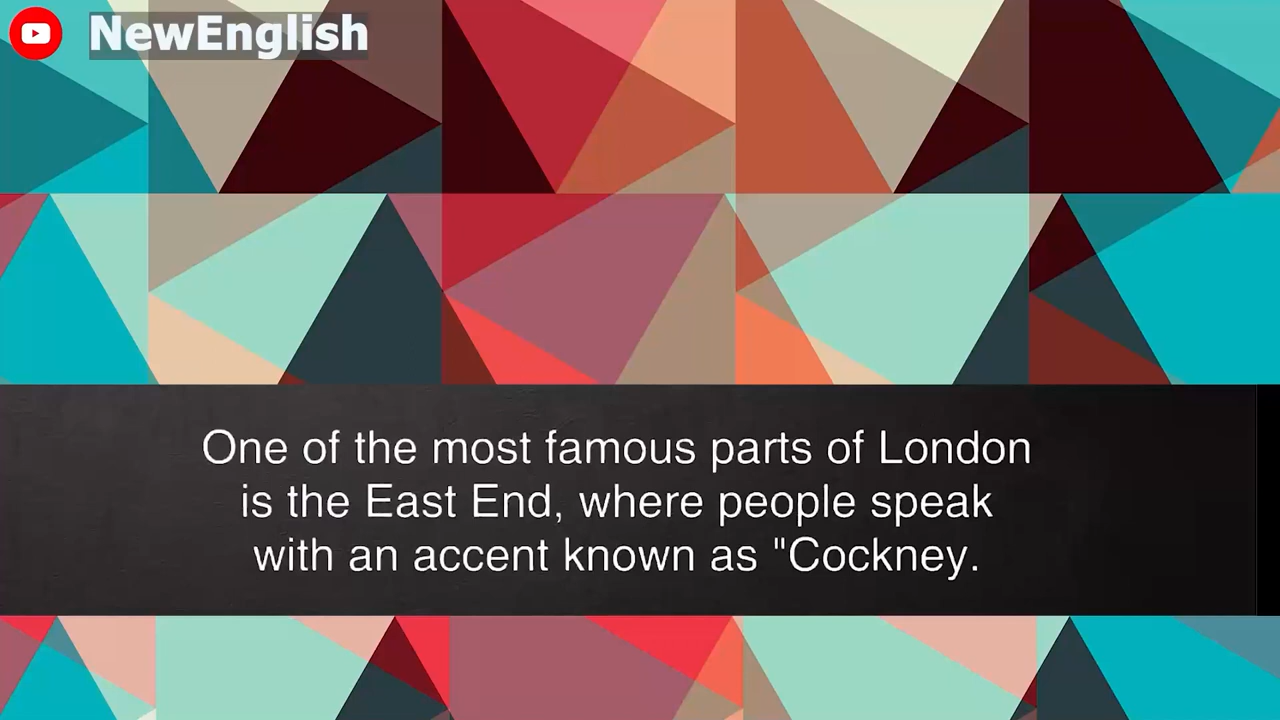 NewEnglish
One of the most famous parts of London
is the East End, where people speak
with an accent known as "Cockney.